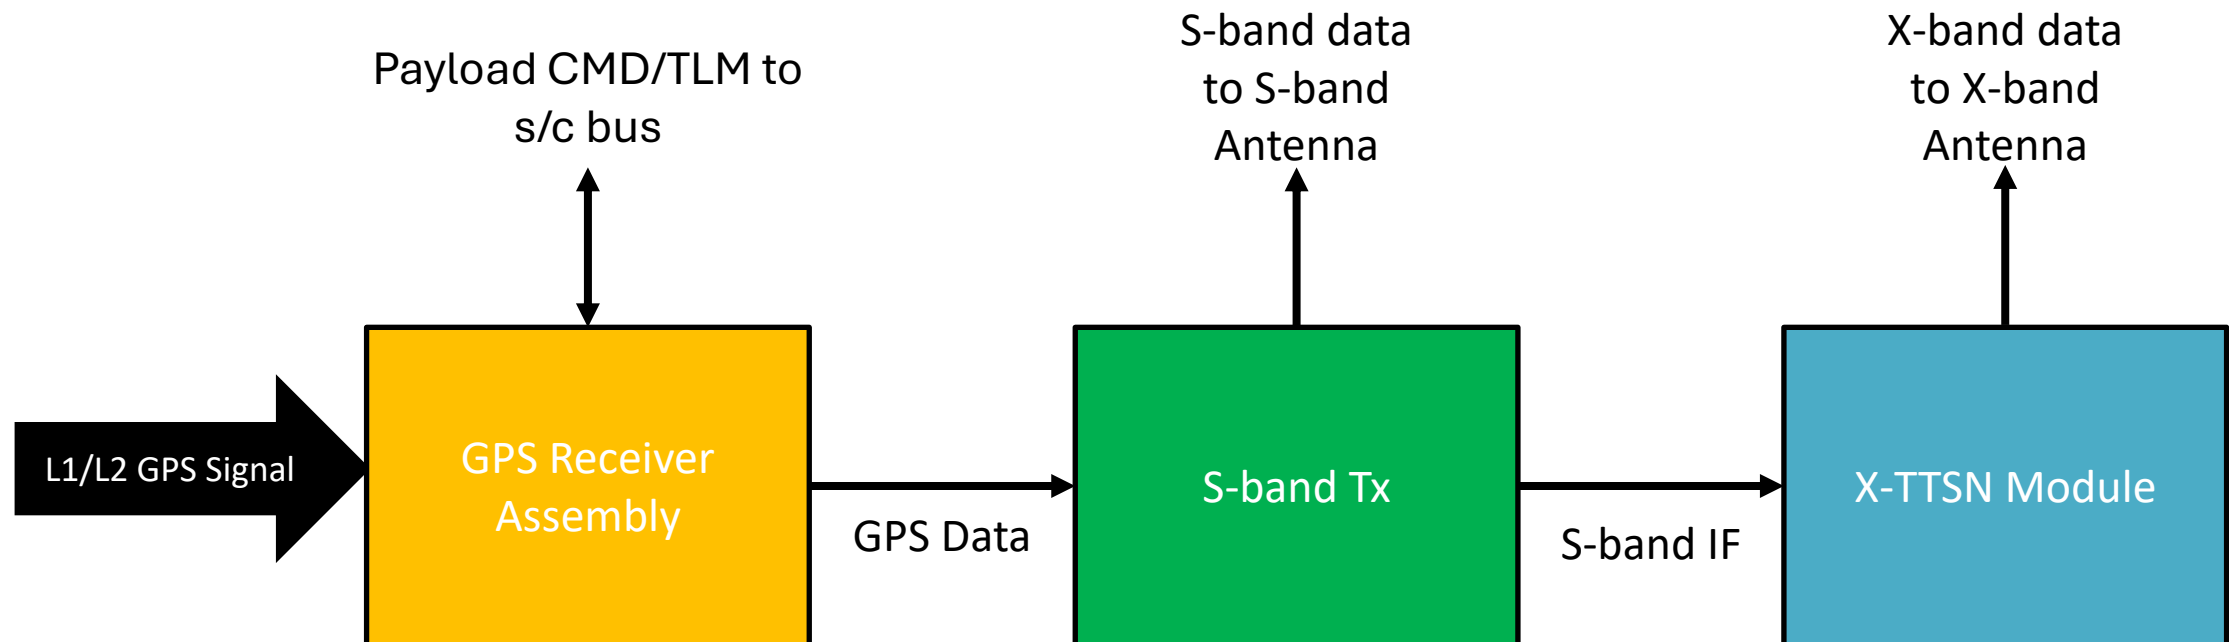 Payload CMD/TLM to
s/c bus
S-band data
to S-band
Antenna
X-band data
to X-band
Antenna
L1/L2 GPS Signal
GPS Receiver
Assembly
GPS Data
S-band Tx
S-band IF
X-TTSN Module